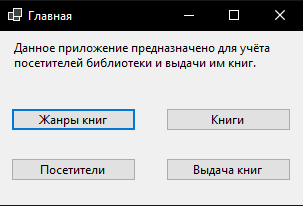 Главная
Данное приложение предназначено для учёта
посетителей библиотеки и выдачи им книг.
Жанры книг
Книги
Посетители
Выдача книг